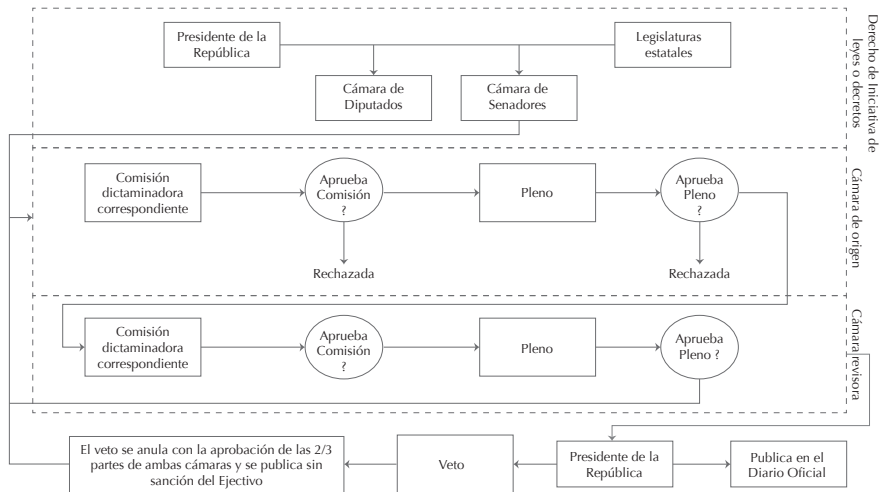 Presidente de la
República
Legislaturas
estatales
Cámara de
Diputados
Cámara de
Senadores
Derecho de Iniciativa de
leyes o decretos
Comisión
dictaminadora
correspondiente
Aprueba
Comisión
?
Pleno
Aprueba
Pleno
?
Rechazada
Rechazada
Cámara de origen
Comisión
dictaminadora
correspondiente
Aprueba
Comisión
?
Pleno
Aprueba
Pleno ?
Cámara revisora
El veto se anula con la aprobación de las 2/3
partes de ambas cámaras y se publica sin
sanción del Ejectivo
Veto
Presidente de la
República
Publica en el
Diario Oficial